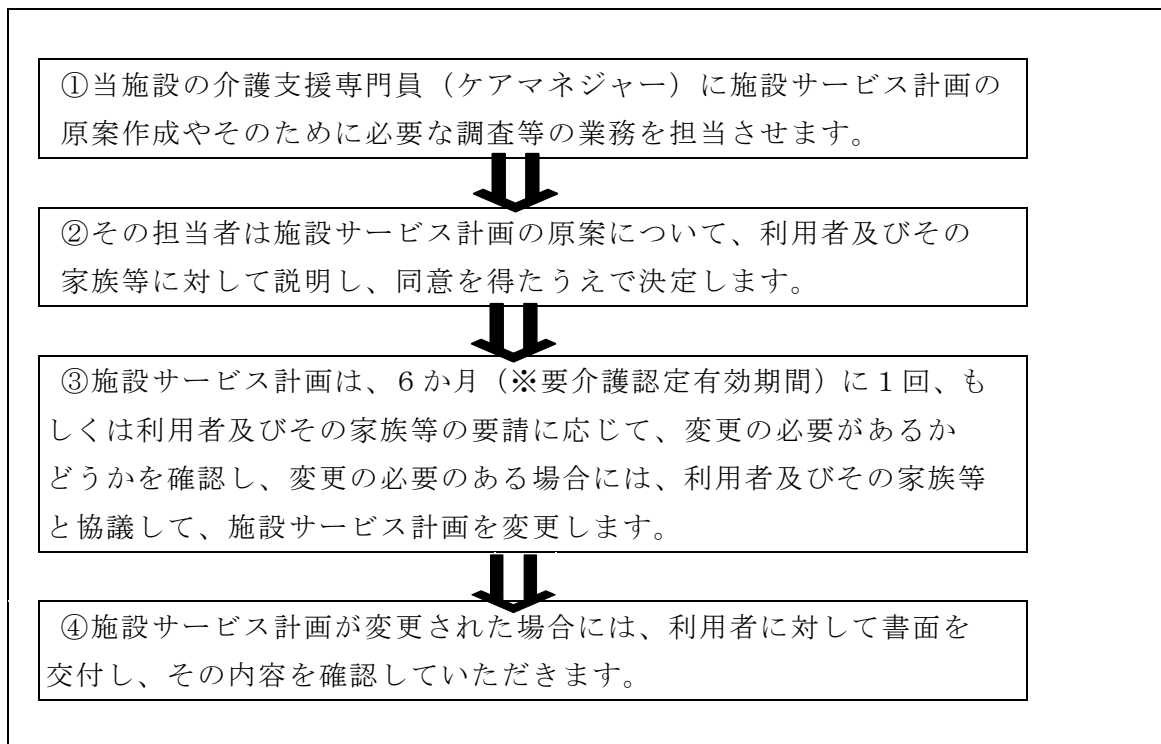 ①当施設の介護支援専門員（ケアマネジャー）に施設サービス計画の
原案作成やそのために必要な調査等の業務を担当させます。
②その担当者は施設サービス計画の原案について、利用者及びその
家族等に対して説明し、同意を得たうえで決定します。
③施設サービス計画は、６か月（※要介護認定有効期間）に１回、も
しくは利用者及びその家族等の要請に応じて、変更の必要があるか
どうかを確認し、変更の必要のある場合には、利用者及びその家族等
と協議して、施設サービス計画を変更します。
④施設サービス計画が変更された場合には、利用者に対して書面を
交付し、その内容を確認していただきます。